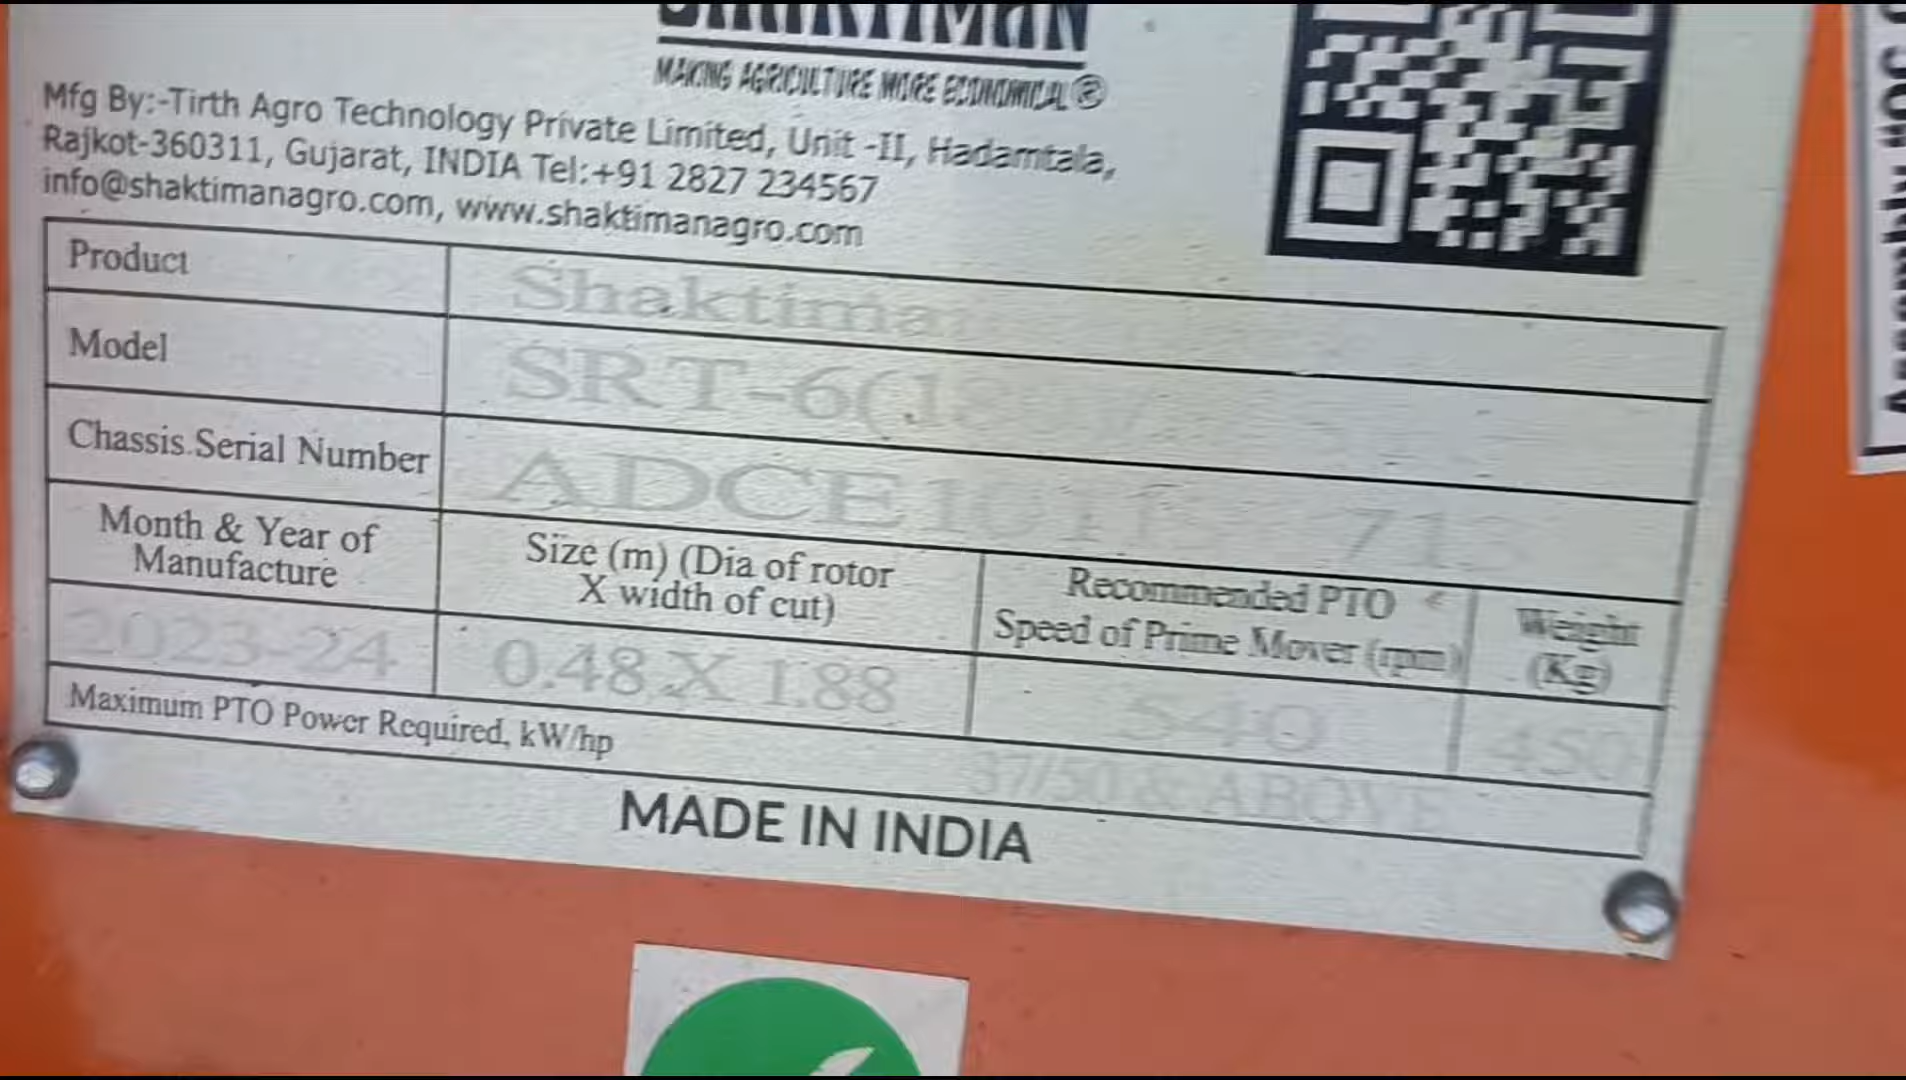 SHAKTIMAN
MAKING AGRICULTURE MORE ECONOMICAL®
Mfg By:-Tirth Agro Technology Private Limited, Unit -II, Hadamtala,
Rajkot-360311, Gujarat, INDIA Tel:+91 2827 234567
info@shaktimanagro.com, www.shaktimanagro.com
Product
Model
Chassis Serial Number
Month & Year of Manufacture
2023-24
Size (m) (Dia of rotor
X width of cut)
0.48 X 1.88
Recommended PTO
Speed of Prime Mover (rpm)
540
Weight
(Kg)
450
Maximum PTO Power Required, kW/hp
37/50 & ABOVE
MADE IN INDIA